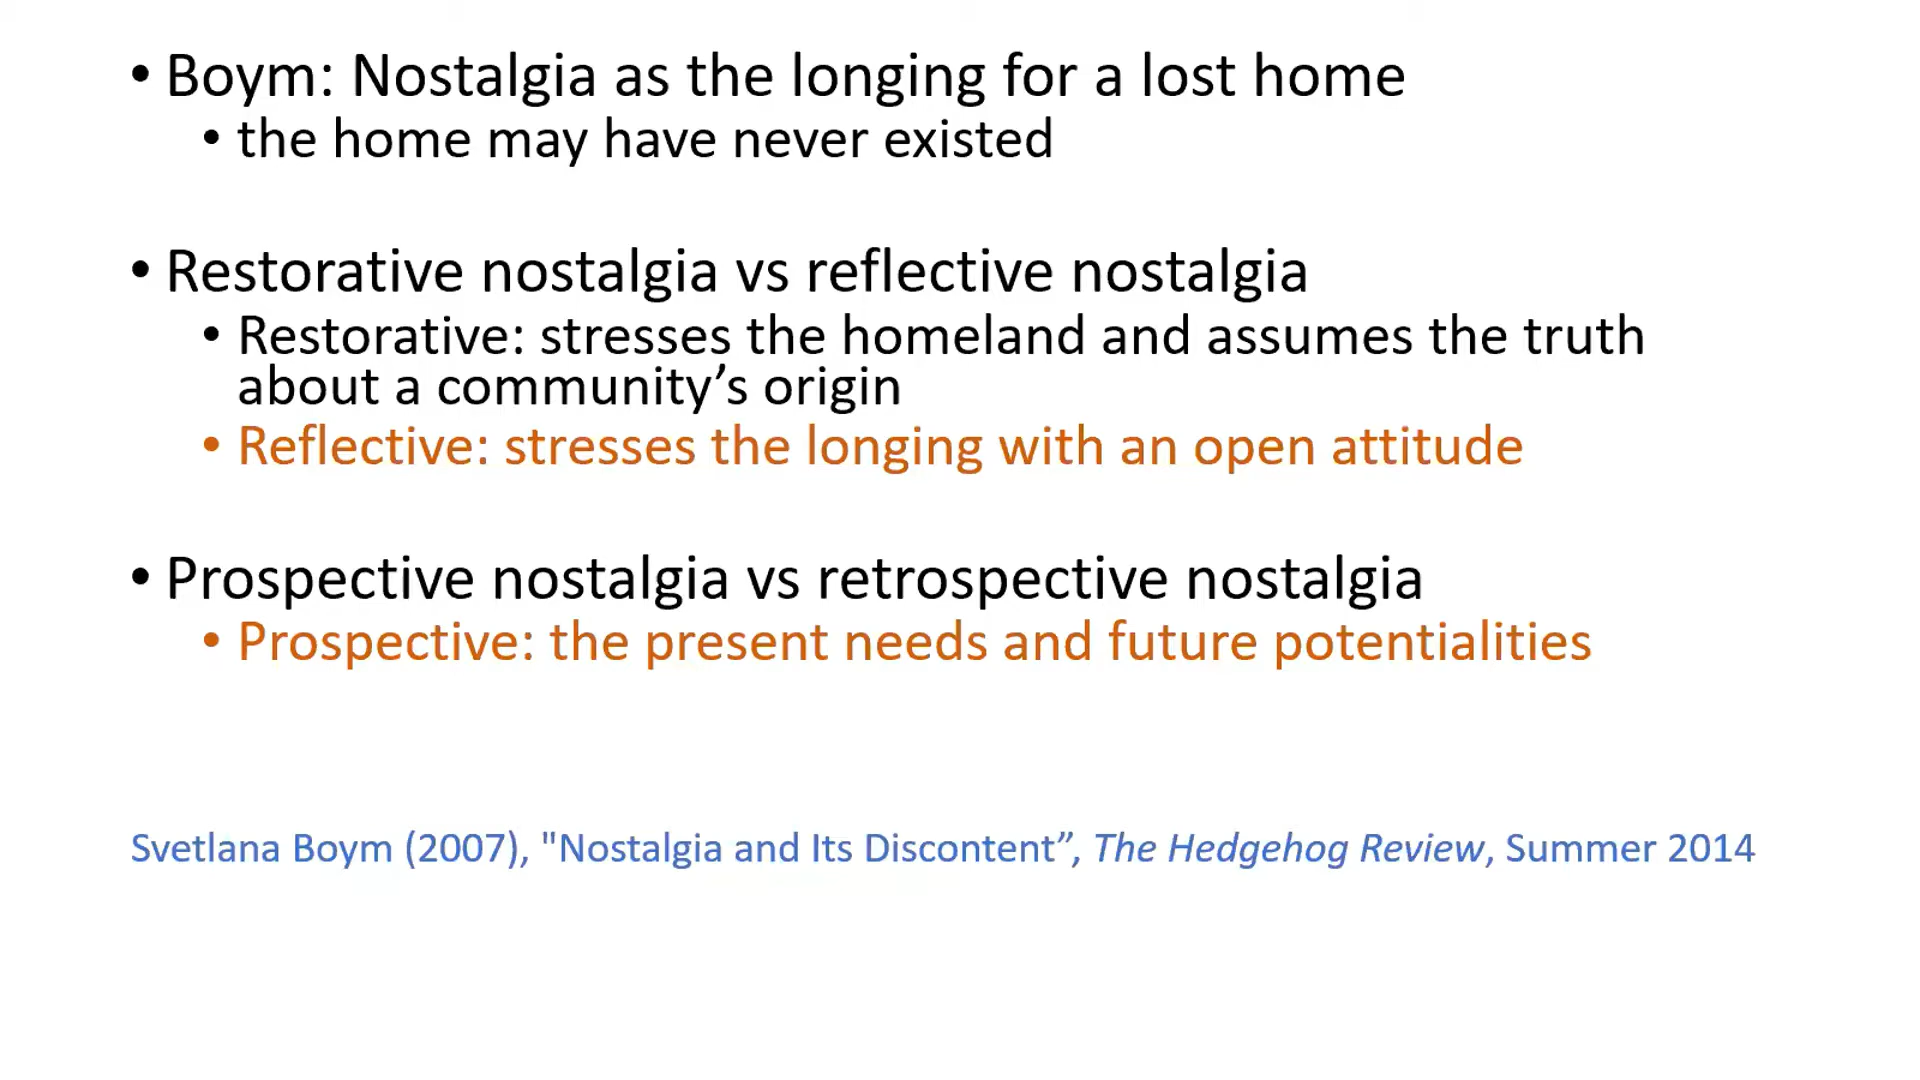 • Boym: Nostalgia as the longing for a lost home
• the home may have never existed
• Restorative nostalgia vs reflective nostalgia
• Restorative: stresses the homeland and assumes the truth
about a community’s origin
• Reflective: stresses the longing with an open attitude
• Prospective nostalgia vs retrospective nostalgia
• Prospective: the present needs and future potentialities
Svetlana Boym (2007), "Nostalgia and Its Discontent”, The Hedgehog Review, Summer 2014